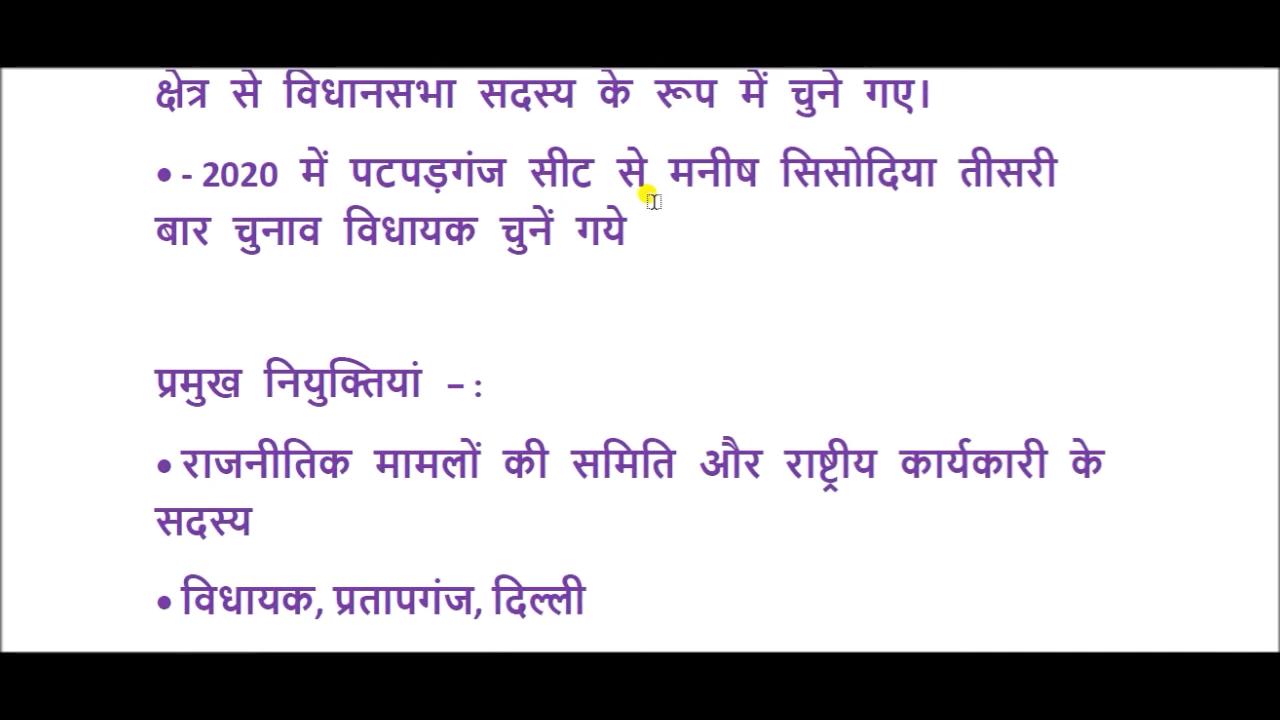 क्षेत्र से विधानसभा सदस्य के रूप में चुने गए।
• - 2020 में पटपड़गंज सीट से मनीष सिसोदिया तीसरी
बार चुनाव विधायक चुनें गये
प्रमुख नियुक्तियां – :
• राजनीतिक मामलों की समिति और राष्ट्रीय कार्यकारी के
सदस्य
• विधायक, प्रतापगंज, दिल्ली